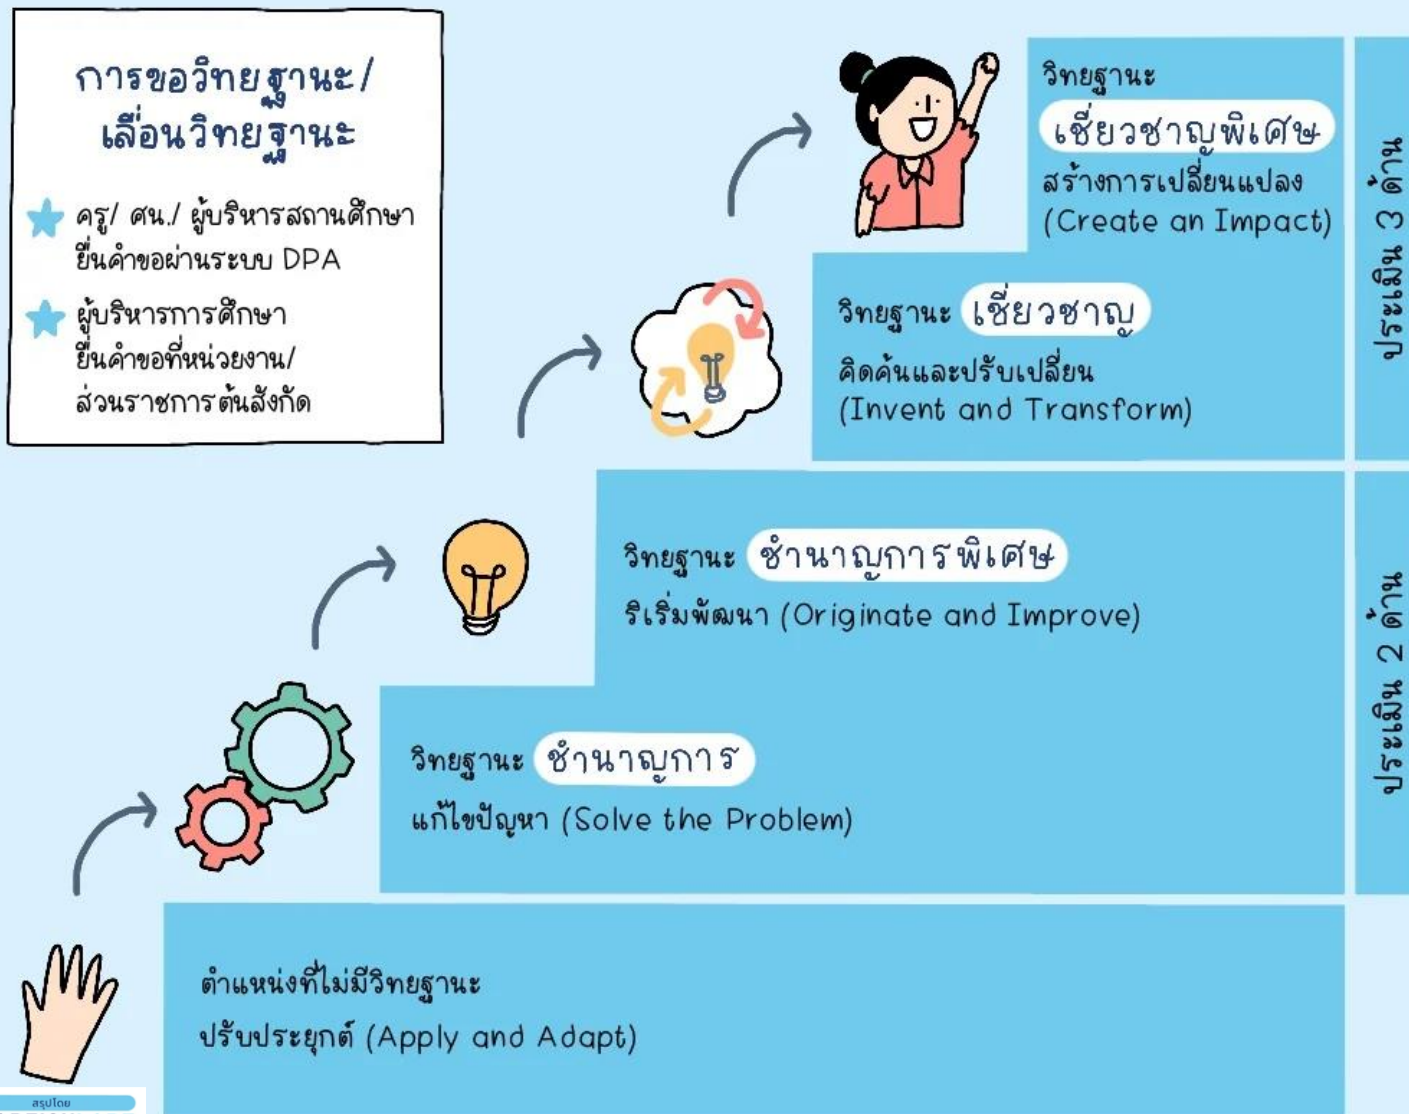 การขอวิทยฐานะ/
เลื่อนวิทยฐานะ
ครู/ ศน./ ผู้บริหารสถานศึกษา
ยื่นคำขอผ่านระบบ DPA
ผู้บริหารการศึกษา
ยื่นคำขอที่หน่วยงาน/
ส่วนราชการต้นสังกัด
วิทยฐานะ
เชี่ยวชาญพิเศษ
สร้างการเปลี่ยนแปลง
(Create an Impact)
วิทยฐานะ เชี่ยวชาญ
คิดค้นและปรับเปลี่ยน
(Invent and Transform)
ประเมิน 3 ด้าน
วิทยฐานะ ชำนาญการพิเศษ
ริเริ่มพัฒนา (Originate and Improve)
วิทยฐานะ ชำนาญการ
แก้ไขปัญหา (Solve the Problem)
ประเมิน 2 ด้าน
ตำแหน่งที่ไม่มีวิทยฐานะ
ปรับประยุกต์ (Apply and Adapt)
สรุปโดย